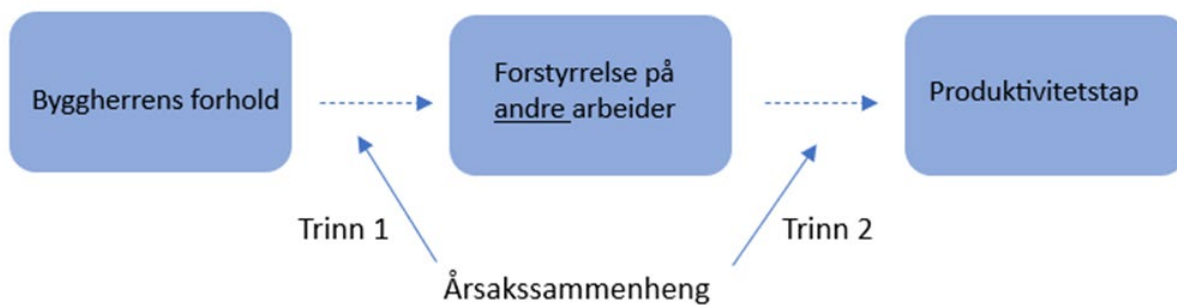 Byggherrens forhold
Forstyrrelse på
andre arbeider
Produktivitetstap
Trinn 1
Trinn 2
Årsakssammenheng